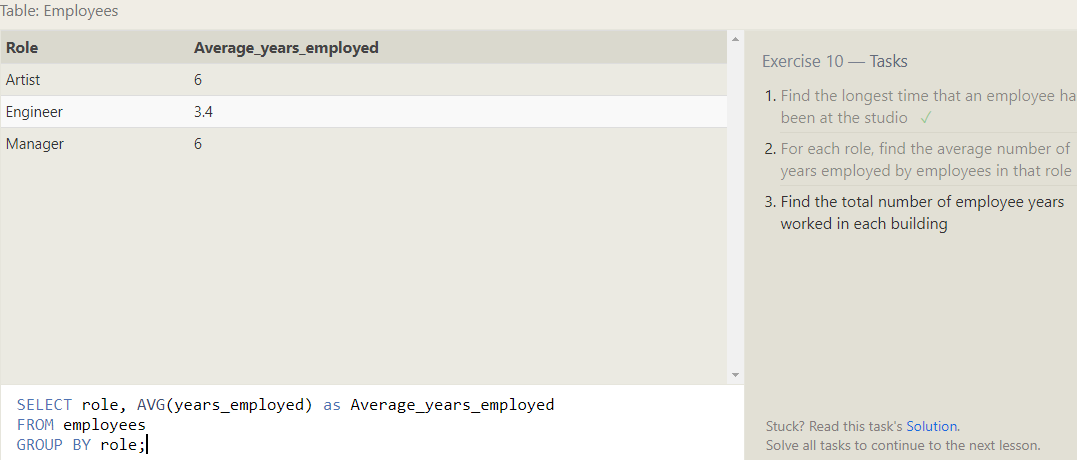 Table: Employees
Role Average_years_employed
Artist 6
Engineer 3.4
Manager 6
SELECT role, AVG(years_employed) as Average_years_employed
FROM employees
GROUP BY role;
Exercise 10 — Tasks
1. Find the longest time that an employee ha
been at the studio ✓
2. For each role, find the average number of
years employed by employees in that role
3. Find the total number of employee years
worked in each building
Stuck? Read this task's Solution.
Solve all tasks to continue to the next lesson.